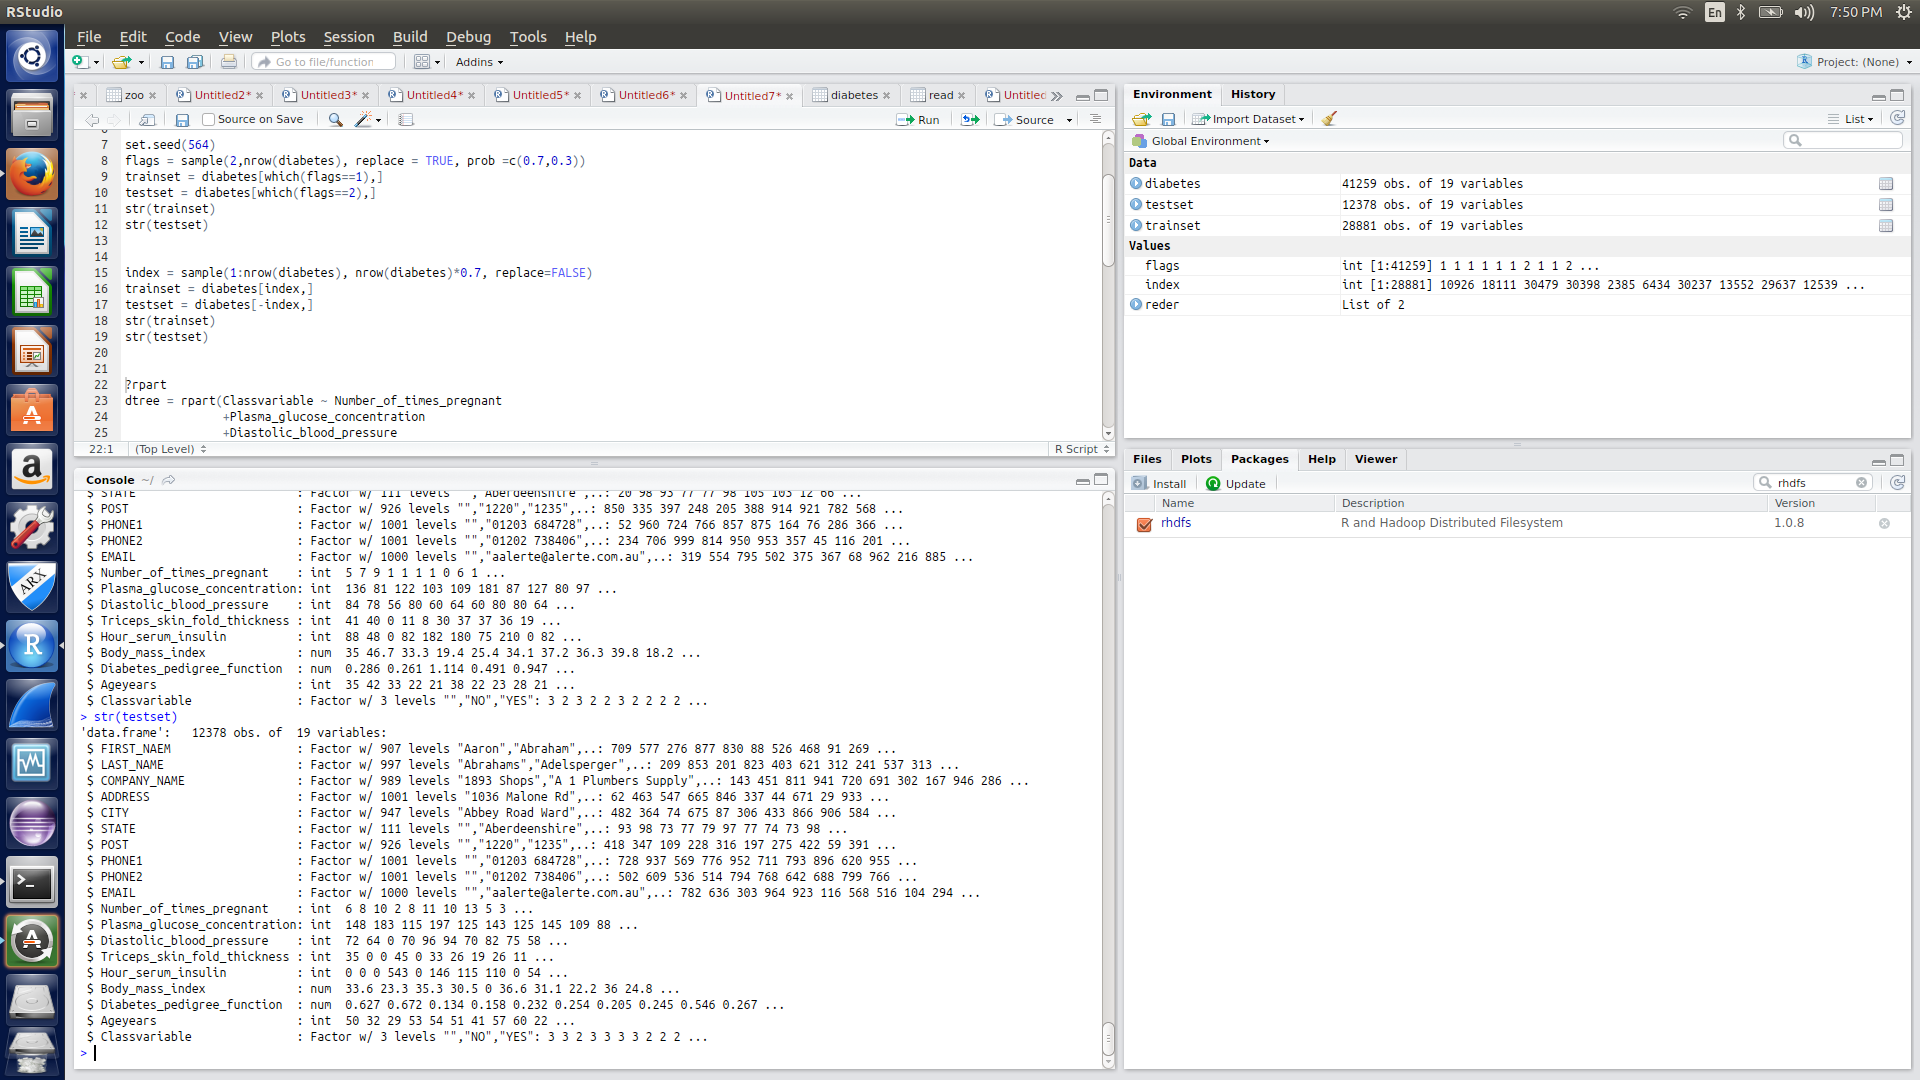 RStudio
En
7:50 PM
File Edit Code View Plots Session Build Debug Tools Help
Go to file/function
Addins
Project: (None)
zoo
Untitled2*
Untitled3*
Untitled4*
Untitled5*
Untitled6*
Untitled7*
diabetes
read
Untitled
Source on Save
Run
Source
6
7 set.seed(564)
8 flags = sample(2,nrow(diabetes), replace = TRUE, prob =c(0.7,0.3))
9 trainset = diabetes[which(flags==1),]
10 testset = diabetes[which(flags==2),]
11 str(trainset)
12 str(testset)
13
14
15 index = sample(1:nrow(diabetes), nrow(diabetes)*0.7, replace=FALSE)
16 trainset = diabetes[index,]
17 testset = diabetes[-index,]
18 str(trainset)
19 str(testset)
20
21
22 ?rpart
23 dtree = rpart(Classvariable ~ Number_of_times_pregnant
24 +Plasma_glucose_concentration
25 +Diastolic_blood_pressure
22:1 (Top Level) R Script
Console ~/
$ STATE : Factor w/ 111 levels "","Aberdeenshire",..: 20 98 93 77 77 98 105 103 12 66 ...
$ POST : Factor w/ 926 levels "","1220","1235",..: 850 335 397 248 205 388 914 921 782 568 ...
$ PHONE1 : Factor w/ 1001 levels "","01203 684728",..: 52 960 724 766 857 875 164 76 286 366 ...
$ PHONE2 : Factor w/ 1001 levels "","01202 738406",..: 234 706 999 814 950 953 357 45 116 201 ...
$ EMAIL : Factor w/ 1000 levels "","aalerte@alerte.com.au",..: 319 554 795 502 375 367 68 962 216 885 ...
$ Number_of_times_pregnant : int 5 7 9 1 1 1 1 0 6 1 ...
$ Plasma_glucose_concentration: int 136 81 122 103 109 181 87 127 80 97 ...
$ Diastolic_blood_pressure : int 84 78 56 80 60 64 60 80 80 64 ...
$ Triceps_skin_fold_thickness : int 41 40 0 11 8 30 37 37 36 19 ...
$ Hour_serum_insulin : int 88 48 0 82 182 180 75 210 0 82 ...
$ Body_mass_index : num 35 46.7 33.3 19.4 25.4 34.1 37.2 36.3 39.8 18.2 ...
$ Diabetes_pedigree_function : num 0.286 0.261 1.114 0.491 0.947 ...
$ Ageyears : int 35 42 33 22 21 38 22 23 28 21 ...
$ Classvariable : Factor w/ 3 levels "","NO","YES": 3 2 3 2 2 3 2 2 2 2 ...
> str(testset)
'data.frame': 12378 obs. of 19 variables:
$ FIRST_NAEM : Factor w/ 907 levels "Aaron","Abraham",..: 709 577 276 877 830 88 526 468 91 269 ...
$ LAST_NAME : Factor w/ 997 levels "Abrahams","Adelsperger",..: 209 853 201 823 403 621 312 241 537 313 ...
$ COMPANY_NAME : Factor w/ 989 levels "1893 Shops","A 1 Plumbers Supply",..: 143 451 811 941 720 691 302 167 946 286 ...
$ ADDRESS : Factor w/ 1001 levels "1036 Malone Rd",..: 62 463 547 665 846 337 44 671 29 933 ...
$ CITY : Factor w/ 947 levels "Abbey Road Ward",..: 482 364 74 675 87 306 433 866 906 584 ...
$ STATE : Factor w/ 111 levels "","Aberdeenshire",..: 93 98 73 77 79 97 77 74 73 98 ...
$ POST : Factor w/ 926 levels "","1220","1235",..: 418 347 109 228 316 197 275 422 59 391 ...
$ PHONE1 : Factor w/ 1001 levels "","01203 684728",..: 728 937 569 776 952 711 793 896 620 955 ...
$ PHONE2 : Factor w/ 1001 levels "","01202 738406",..: 502 609 536 514 794 768 642 688 799 766 ...
$ EMAIL : Factor w/ 1000 levels "","aalerte@alerte.com.au",..: 782 636 303 964 923 116 568 516 104 294 ...
$ Number_of_times_pregnant : int 6 8 10 2 8 11 10 13 5 3 ...
$ Plasma_glucose_concentration: int 148 183 115 197 125 143 125 145 109 88 ...
$ Diastolic_blood_pressure : int 72 64 0 70 96 94 70 82 75 58 ...
$ Triceps_skin_fold_thickness : int 35 0 0 45 0 33 26 19 26 11 ...
$ Hour_serum_insulin : int 0 0 0 543 0 146 115 110 0 54 ...
$ Body_mass_index : num 33.6 23.3 35.3 30.5 0 36.6 31.1 22.2 36 24.8 ...
$ Diabetes_pedigree_function : num 0.627 0.672 0.134 0.158 0.232 0.254 0.205 0.245 0.546 0.267 ...
$ Ageyears : int 50 32 29 53 54 51 41 57 60 22 ...
$ Classvariable : Factor w/ 3 levels "","NO","YES": 3 3 2 3 3 3 3 2 2 2 ...
>
Environment History
Import Dataset
List
Global Environment
Data
diabetes 41259 obs. of 19 variables
testset 12378 obs. of 19 variables
trainset 28881 obs. of 19 variables
Values
flags int [1:41259] 1 1 1 1 1 1 2 1 1 2 ...
index int [1:28881] 10926 18111 30479 30398 2385 6434 30237 13552 29637 12539 ...
reder List of 2
Files Plots Packages Help Viewer
Install Update
rhdfs
Name Description Version
rhdfs R and Hadoop Distributed Filesystem 1.0.8
ARX
R